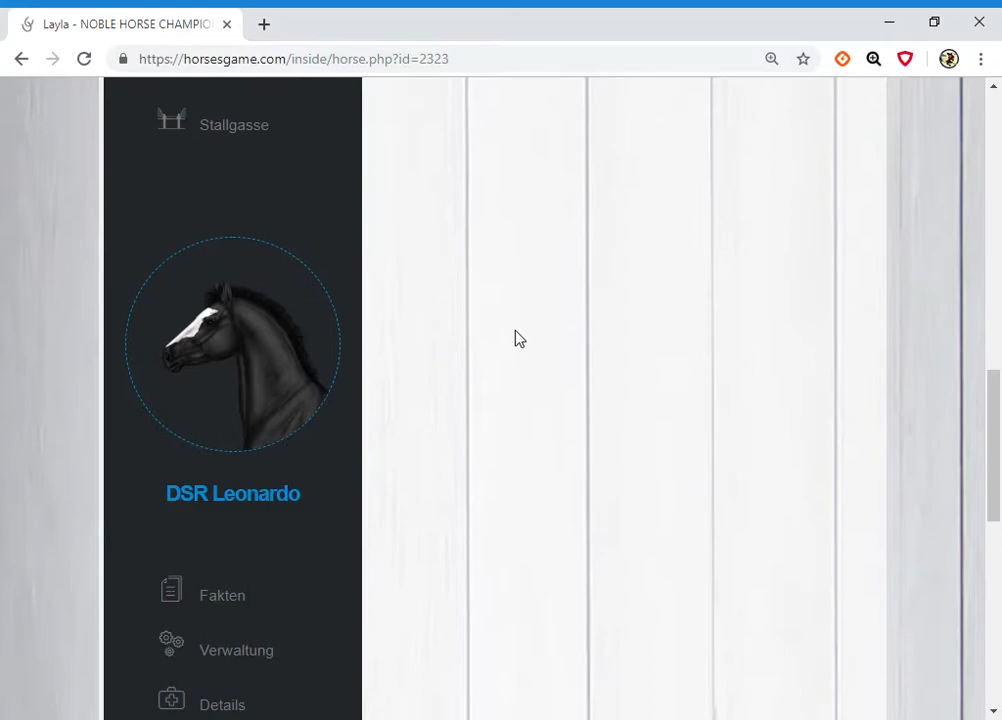 Layla - NOBLE HORSE CHAMPIO
https://horsesgame.com/inside/horse.php?id=2323
Stallgasse
DSR Leonardo
Fakten
Verwaltung
Details